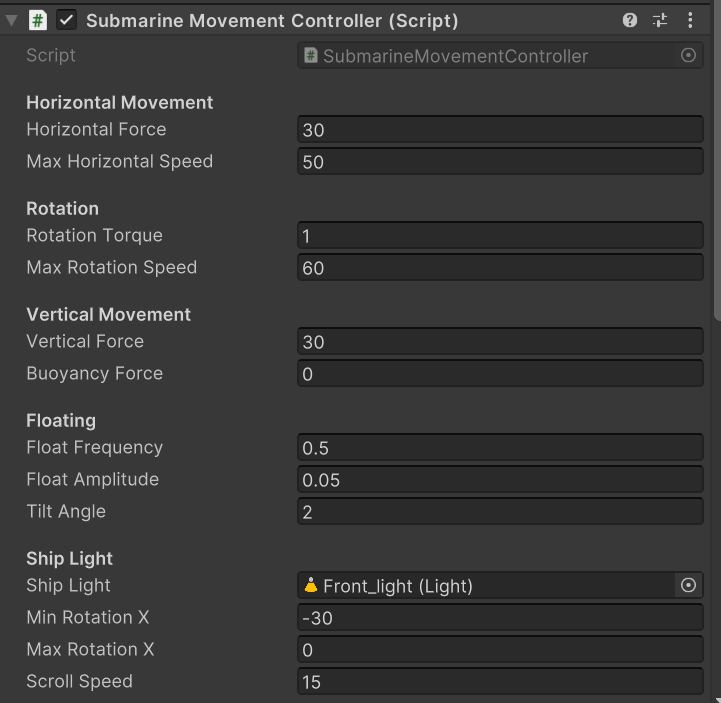 Submarine Movement Controller (Script)
Script SubmarineMovementController
Horizontal Movement
Horizontal Force 30
Max Horizontal Speed 50
Rotation
Rotation Torque 1
Max Rotation Speed 60
Vertical Movement
Vertical Force 30
Buoyancy Force 0
Floating
Float Frequency 0.5
Float Amplitude 0.05
Tilt Angle 2
Ship Light
Ship Light Front_light (Light)
Min Rotation X -30
Max Rotation X 0
Scroll Speed 15